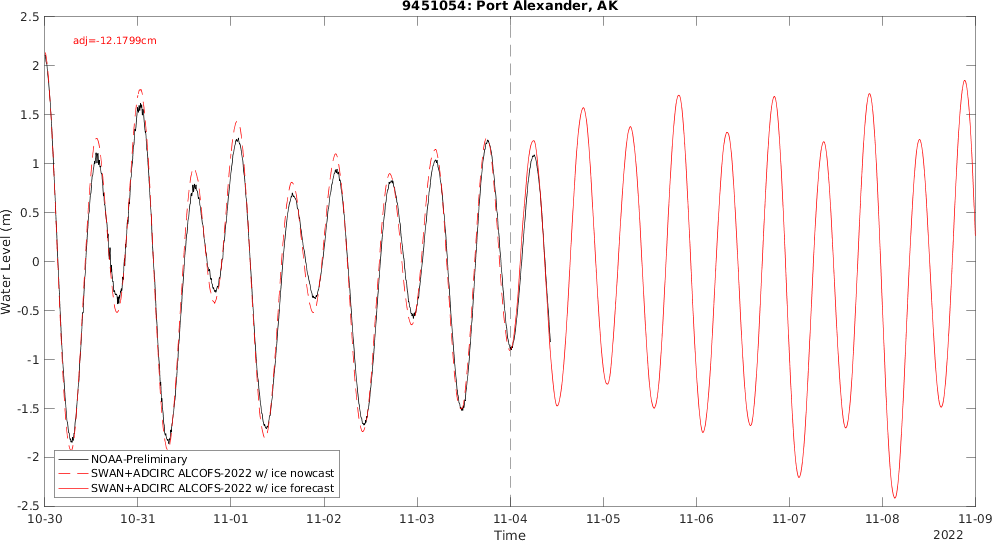 9451054: Port Alexander, AK
adj=-12.1799cm
2.5
2
1.5
1
0.5
0
-0.5
-1
-1.5
-2
-2.5
Water Level (m)
NOAA-Preliminary
SWAN+ADCIRC ALCOFS-2022 w/ ice nowcast
SWAN+ADCIRC ALCOFS-2022 w/ ice forecast
10-30 10-31 11-01 11-02 11-03 11-04 11-05 11-06 11-07 11-08 11-09
Time
2022